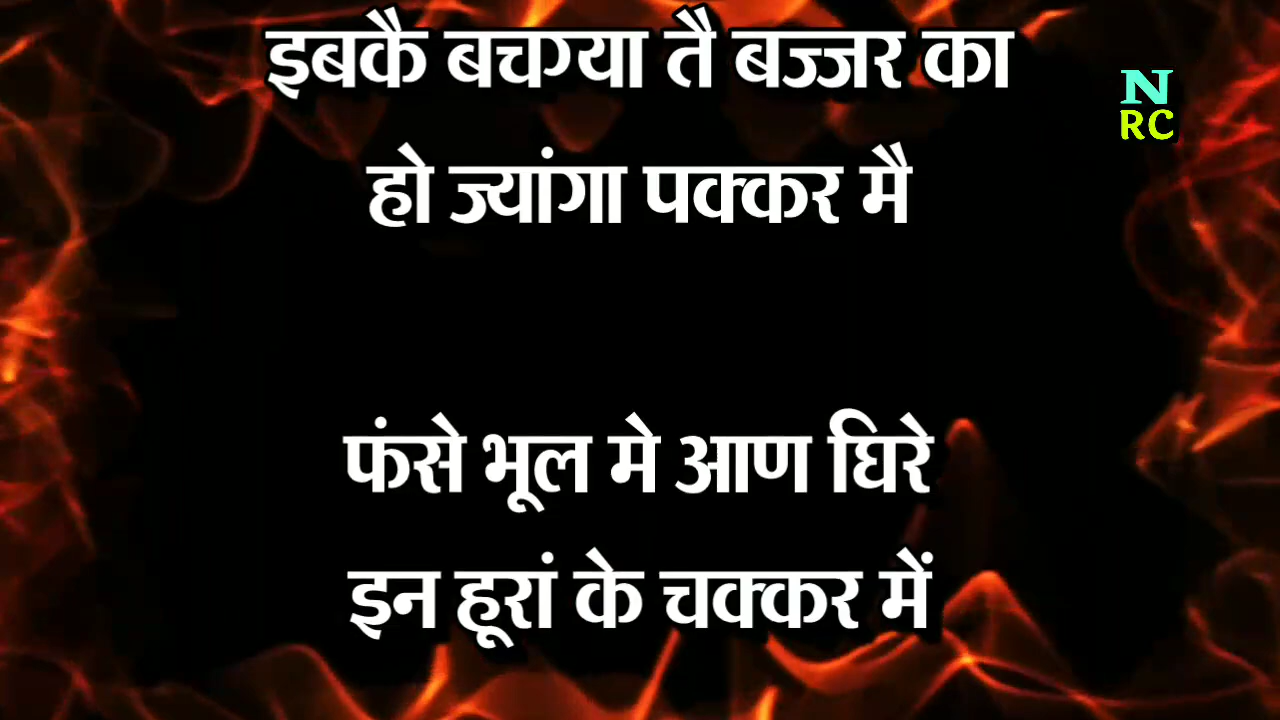 इबकै बचग्या तै बज्जर का
हो ज्यांगा पक्कर मै
फंसे भूल मे आण घिरे
इन हूरां के चक्कर में
N
RC